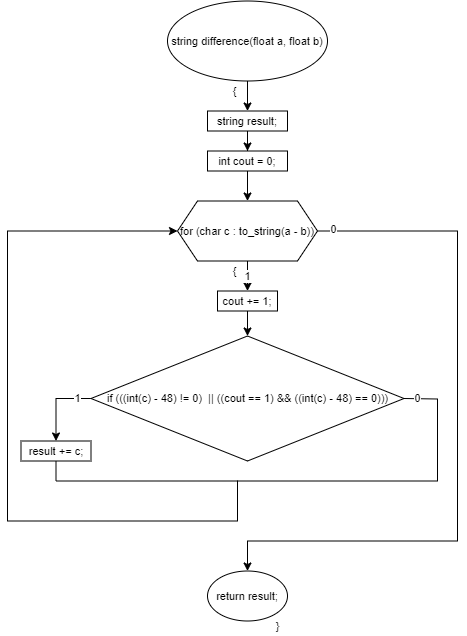 string difference(float a, float b)
{
string result;
int cout = 0;
for (char c : to_string(a - b))
0
{
1
cout += 1;
if (((int(c) - 48) != 0) || ((cout == 1) && ((int(c) - 48) == 0)))
1
0
result += c;
return result;
}